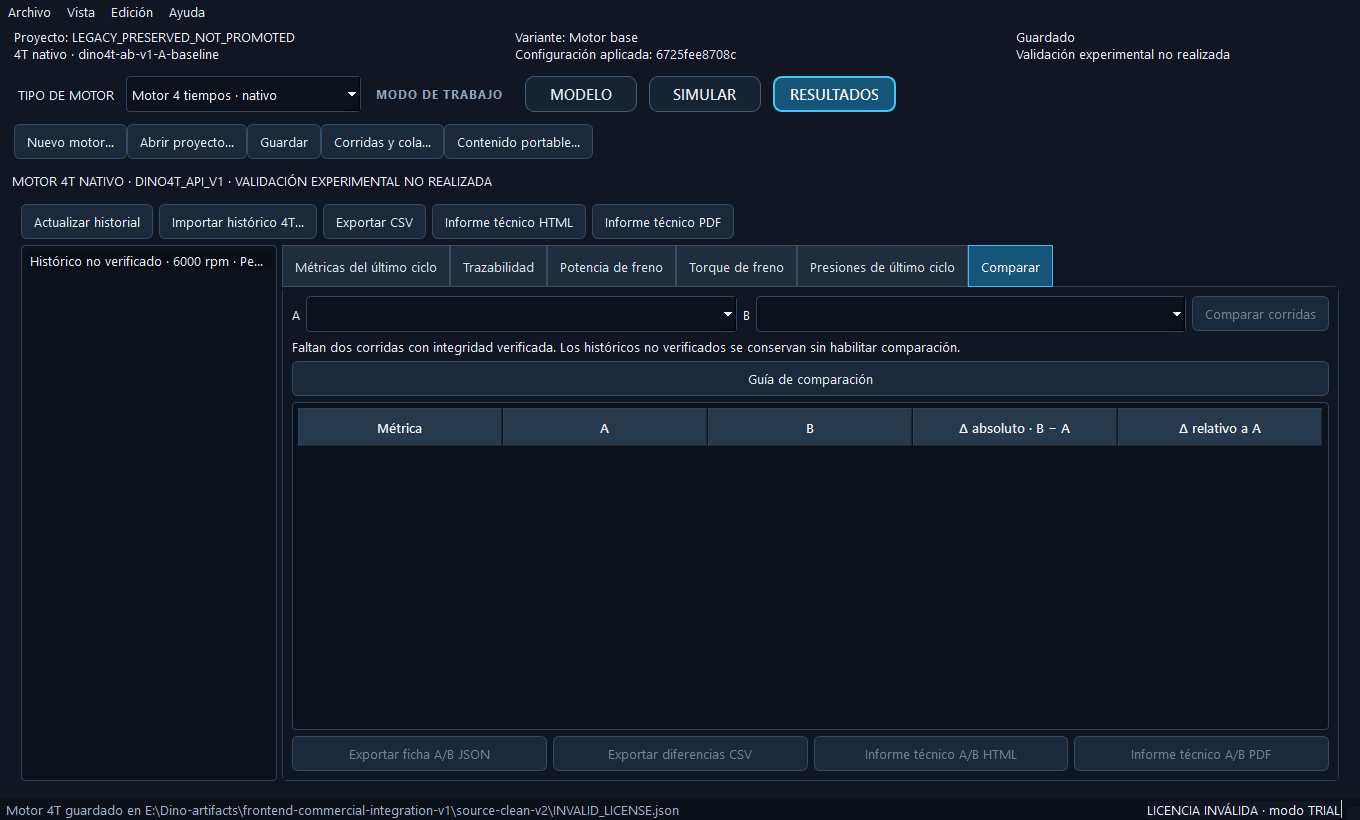 Archivo Vista Edición Ayuda
Proyecto: LEGACY_PRESERVED_NOT_PROMOTED
4T nativo · dino4t-ab-v1-A-baseline
Variante: Motor base
Configuración aplicada: 6725fee8708c
Guardado
Validación experimental no realizada
TIPO DE MOTOR Motor 4 tiempos · nativo MODO DE TRABAJO MODELO SIMULAR RESULTADOS
Nuevo motor... Abrir proyecto... Guardar Corridas y cola... Contenido portable...
MOTOR 4T NATIVO · DINO4T_API_V1 · VALIDACIÓN EXPERIMENTAL NO REALIZADA
Actualizar historial Importar histórico 4T... Exportar CSV Informe técnico HTML Informe técnico PDF
Histórico no verificado · 6000 rpm · Pe...
Métricas del último ciclo Trazabilidad Potencia de freno Torque de freno Presiones de último ciclo Comparar
A B Comparar corridas
Faltan dos corridas con integridad verificada. Los históricos no verificados se conservan sin habilitar comparación.
Guía de comparación
Métrica A B Δ absoluto · B − A Δ relativo a A
Exportar ficha A/B JSON Exportar diferencias CSV Informe técnico A/B HTML Informe técnico A/B PDF
Motor 4T guardado en E:\Dino-artifacts\frontend-commercial-integration-v1\source-clean-v2\INVALID_LICENSE.json LICENCIA INVÁLIDA · modo TRIAL